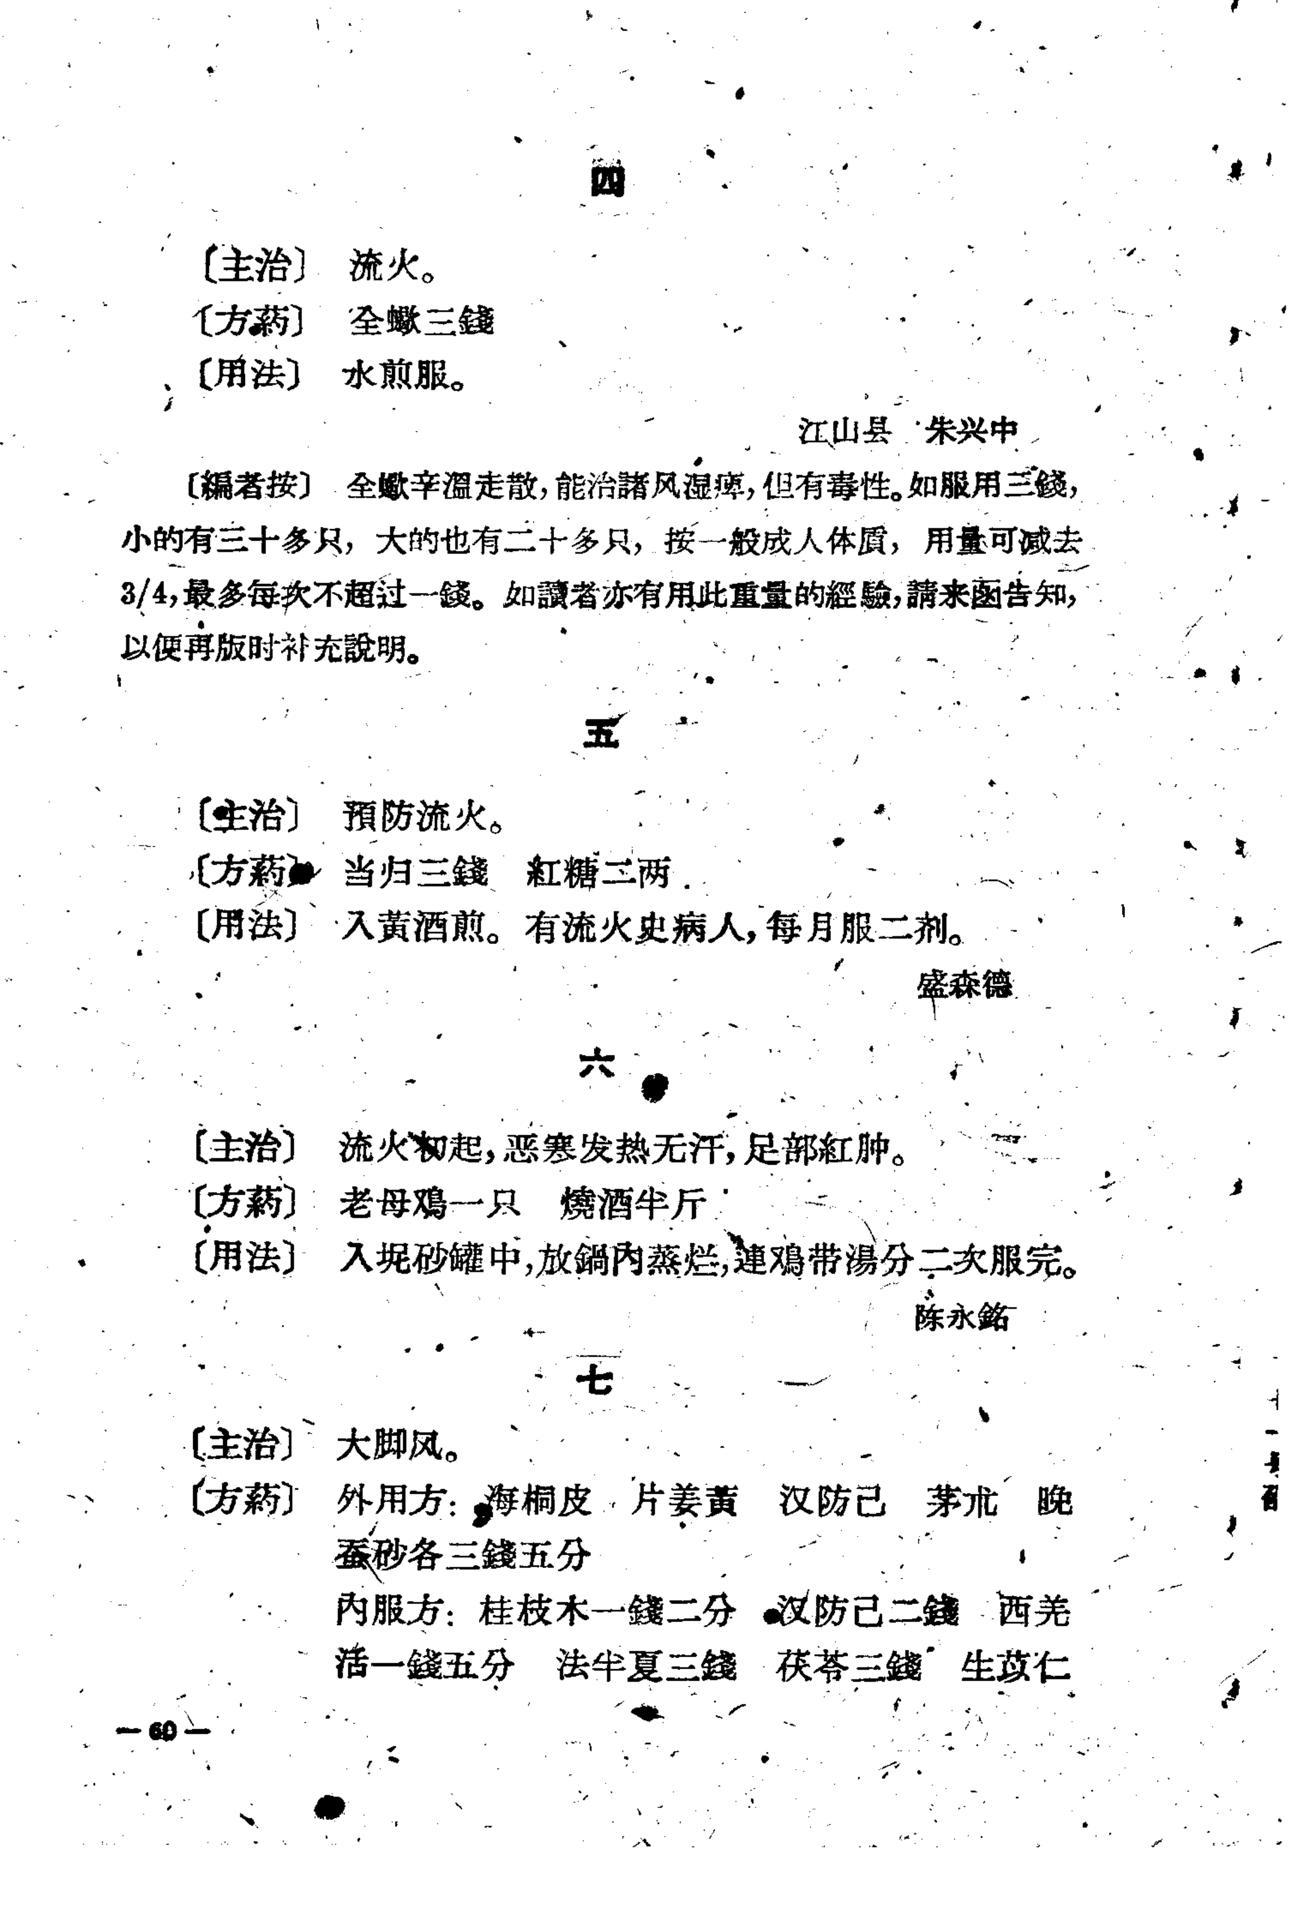 四
〔主治〕 流火。
〔方葯〕 全蠍三錢
〔用法〕 水煎服。
江山县 朱兴中
〔編者按〕 全蠍辛溫走散，能治諸风湿痺，但有毒性。如服用三錢，
小的有三十多只，大的也有二十多只，按一般成人体质，用量可减去
3/4，最多每次不超过一錢。如讀者亦有用此重量的經驗，請来函告知，
以便再版时补充說明。
五
〔主治〕 預防流火。
〔方葯〕 当归三錢 紅糖二两
〔用法〕 入黃酒煎。有流火史病人，每月服二剂。
盛森德
六
〔主治〕 流火初起，恶寒发热无汗，足部紅肿。
〔方葯〕 老母鸡一只 燒酒半斤
〔用法〕 入坭砂罐中，放鍋內蒸烂，連鸡带湯分二次服完。
陈永銘
七
〔主治〕 大脚风。
〔方葯〕 外用方：海桐皮 片姜黃 汉防己 茅朮 晚
蚕砂各三錢五分
內服方：桂枝木一錢二分 汉防己二錢 西羌
活一錢五分 法半夏三錢 茯苓三錢 生苡仁
— 60 —